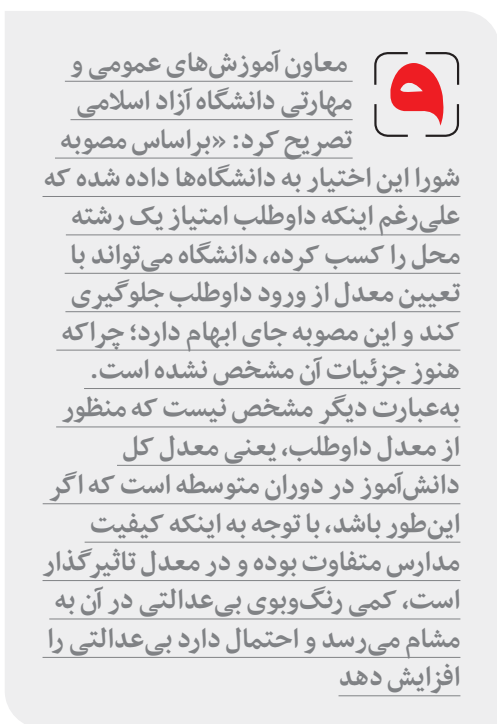 و
معاون آموزش‌های عمومی و
مهارتی دانشگاه آزاد اسلامی
تصریح کرد: «براساس مصوبه
شورا این اختیار به دانشگاه‌ها داده شده که
علی‌رغم اینکه داوطلب امتیاز یک رشته
محل را کسب کرده، دانشگاه می‌تواند با
تعیین معدل از ورود داوطلب جلوگیری
کند و این مصوبه جای ابهام دارد؛ چراکه
هنوز جزئیات آن مشخص نشده است.
به‌عبارت دیگر مشخص نیست که منظور
از معدل داوطلب، یعنی معدل کل
دانش‌آموز در دوران متوسطه است که اگر
این‌طور باشد، با توجه به اینکه کیفیت
مدارس متفاوت بوده و در معدل تاثیرگذار
است، کمی رنگ‌وبوی بی‌عدالتی در آن به
مشام می‌رسد و احتمال دارد بی‌عدالتی را
افزایش دهد